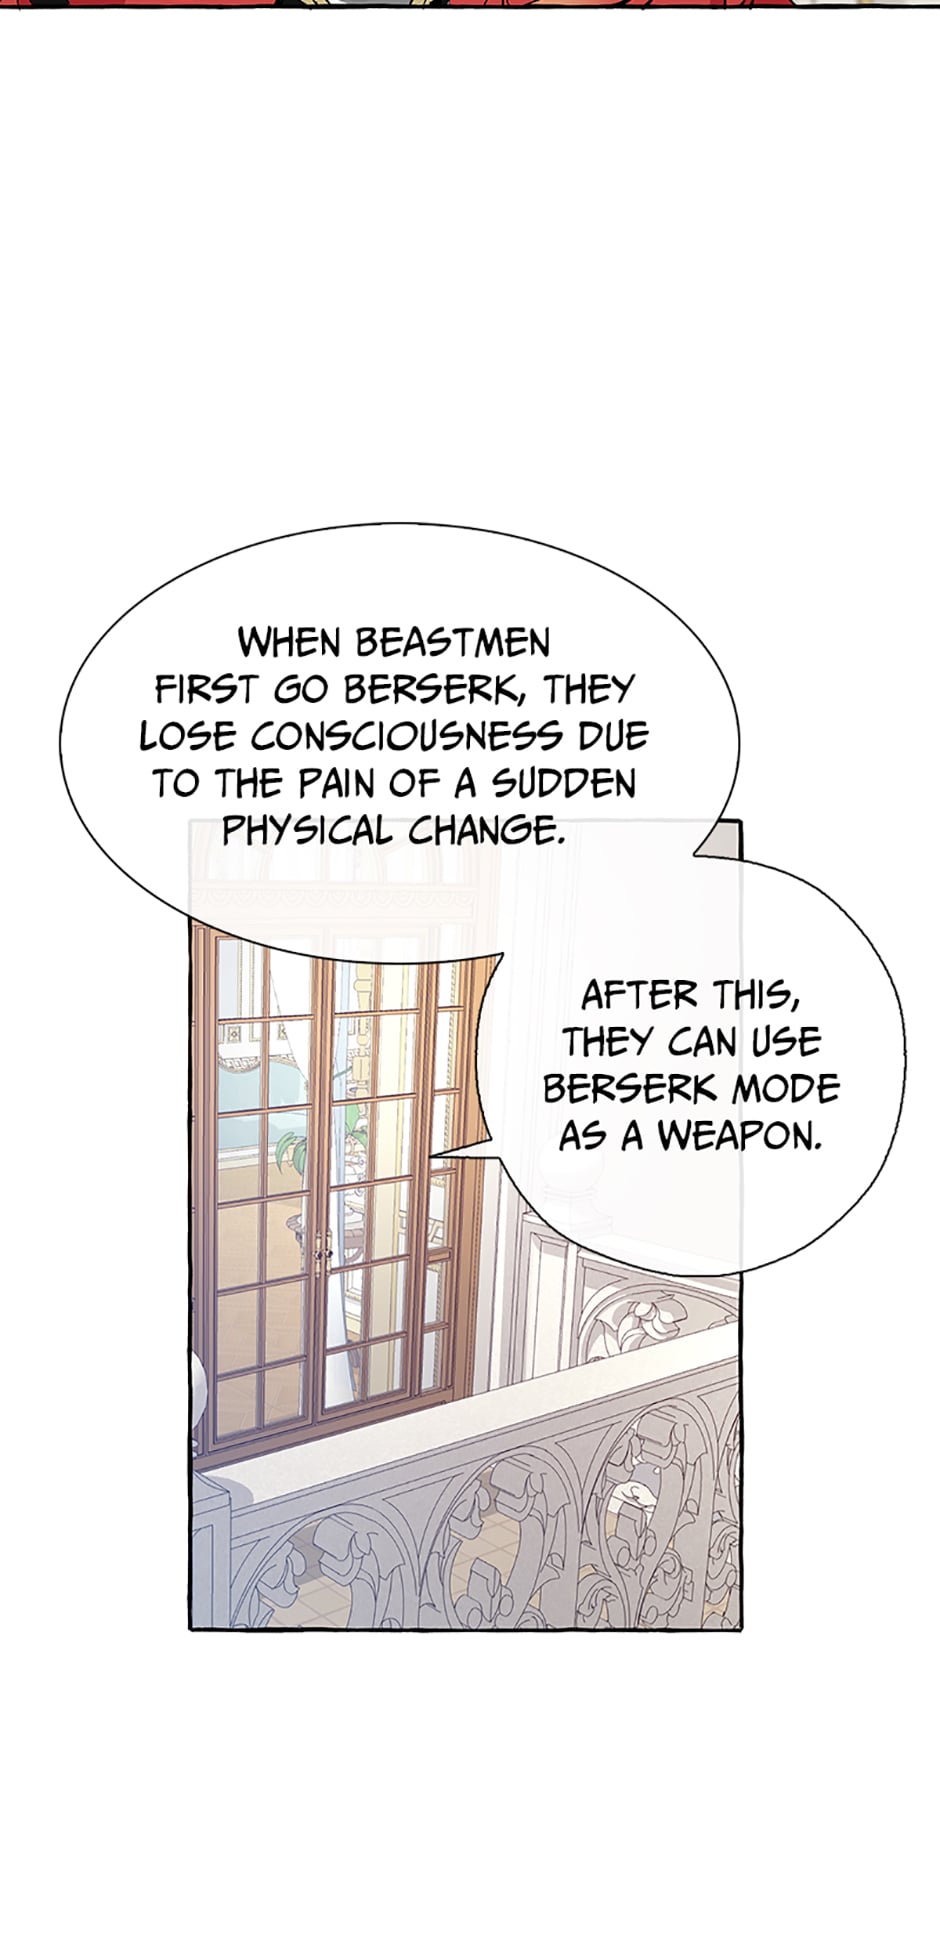 WHEN BEASTMEN
FIRST GO BERSERK, THEY
LOSE CONSCIOUSNESS DUE
TO THE PAIN OF A SUDDEN
PHYSICAL CHANGE.
AFTER THIS,
THEY CAN USE
BERSERK MODE
AS A WEAPON.